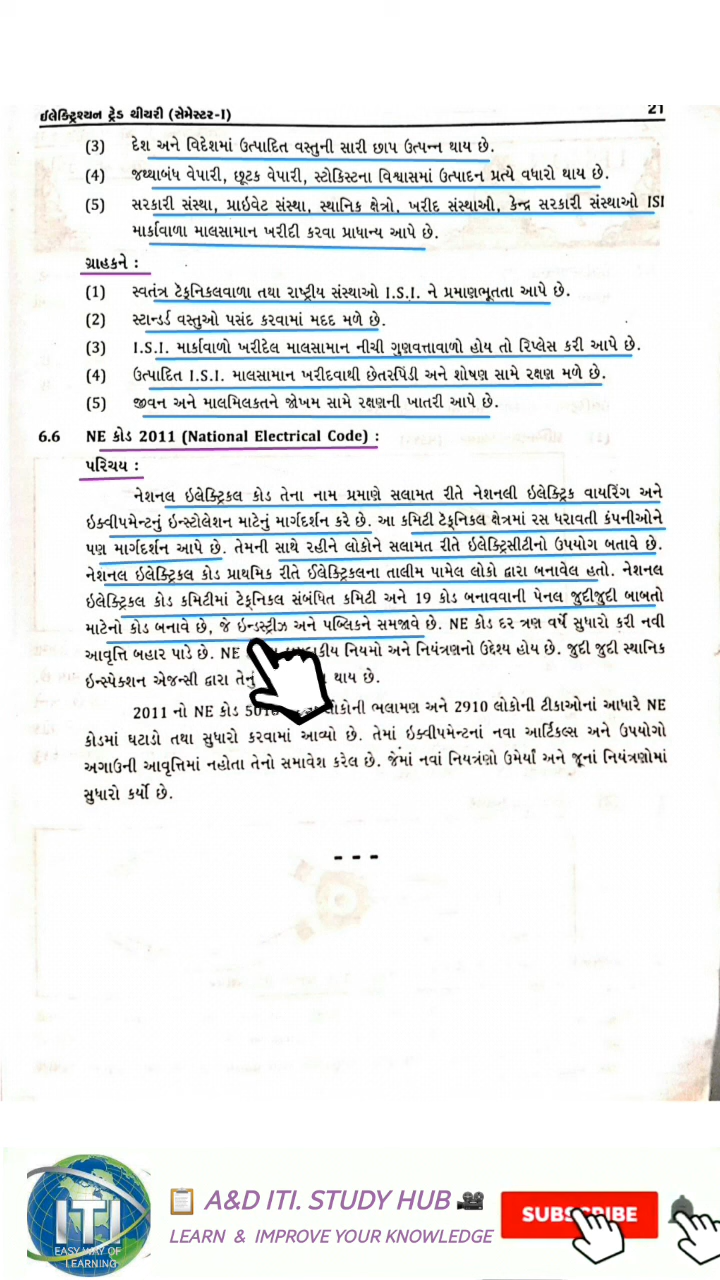 ઈલેક્ટ્રિશ્યન ટ્રેડ થીયરી (સેમેસ્ટર-I) 21
(3) દેશ અને વિદેશમાં ઉત્પાદિત વસ્તુની સારી છાપ ઉત્પન્ન થાય છે.
(4) જથ્થાબંધ વેપારી, છૂટક વેપારી, સ્ટોકિસ્ટના વિશ્વાસમાં ઉત્પાદન પ્રત્યે વધારો થાય છે.
(5) સરકારી સંસ્થા, પ્રાઇવેટ સંસ્થા, સ્થાનિક ક્ષેત્રો, ખરીદ સંસ્થાઓ, કેન્દ્ર સરકારી સંસ્થાઓ ISI
માર્કાવાળા માલસામાન ખરીદી કરવા પ્રાધાન્ય આપે છે.
ગ્રાહકને :
(1) સ્વતંત્ર ટેકનિકલવાળા તથા રાષ્ટ્રીય સંસ્થાઓ I.S.I. ને પ્રમાણભૂતતા આપે છે.
(2) સ્ટાન્ડર્ડ વસ્તુઓ પસંદ કરવામાં મદદ મળે છે.
(3) I.S.I. માર્કાવાળો ખરીદેલ માલસામાન નીચી ગુણવત્તાવાળો હોય તો રિપ્લેસ કરી આપે છે.
(4) ઉત્પાદિત I.S.I. માલસામાન ખરીદવાથી છેતરપિંડી અને શોષણ સામે રક્ષણ મળે છે.
(5) જીવન અને માલમિલકતને જોખમ સામે રક્ષણની ખાતરી આપે છે.
6.6 NE કોડ 2011 (National Electrical Code) :
પરિચય :
નેશનલ ઇલેક્ટ્રિકલ કોડ તેના નામ પ્રમાણે સલામત રીતે નેશનલી ઈલેક્ટ્રિક વાયરિંગ અને
ઇક્વીપમેન્ટનું ઇન્સ્ટોલેશન માટેનું માર્ગદર્શન કરે છે. આ કમિટી ટેકનિકલ ક્ષેત્રમાં રસ ધરાવતી કંપનીઓને
પણ માર્ગદર્શન આપે છે. તેમની સાથે રહીને લોકોને સલામત રીતે ઇલેક્ટ્રિસીટીનો ઉપયોગ બતાવે છે.
નેશનલ ઇલેક્ટ્રિકલ કોડ પ્રાથમિક રીતે ઈલેક્ટ્રિકલના તાલીમ પામેલ લોકો દ્વારા બનાવેલ હતો. નેશનલ
ઇલેક્ટ્રિકલ કોડ કમિટીમાં ટેકનિકલ સંબંધિત કમિટી અને 19 કોડ બનાવવાની પેનલ જુદીજુદી બાબતો
માટેનો કોડ બનાવે છે, જે ઇન્ડસ્ટ્રીઝ અને પબ્લિકને સમજાવે છે. NE કોડ દર ત્રણ વર્ષે સુધારો કરી નવી
આવૃત્તિ બહાર પાડે છે. NE નિયમો અને નિયંત્રણનો ઉદ્દેશ્ય હોય છે. જુદી જુદી સ્થાનિક
ઇન્સ્પેક્શન એજન્સી દ્વારા તેનું થાય છે.
2011 નો NE કોડ લોકોની ભલામણ અને 2910 લોકોની ટીકાઓનાં આધારે NE
કોડમાં ઘટાડો તથા સુધારો કરવામાં આવ્યો છે. તેમાં ઇક્વીપમેન્ટનાં નવા આર્ટિકલ્સ અને ઉપયોગો
અગાઉની આવૃત્તિમાં નહોતા તેનો સમાવેશ કરેલ છે. જેમાં નવાં નિયત્રંણો ઉમેર્યાં અને જૂનાં નિયંત્રણોમાં
સુધારો કર્યો છે.
---
ITI
EASY WAY OF
LEARNING
A&D ITI. STUDY HUB
LEARN & IMPROVE YOUR KNOWLEDGE
SUBSCRIBE